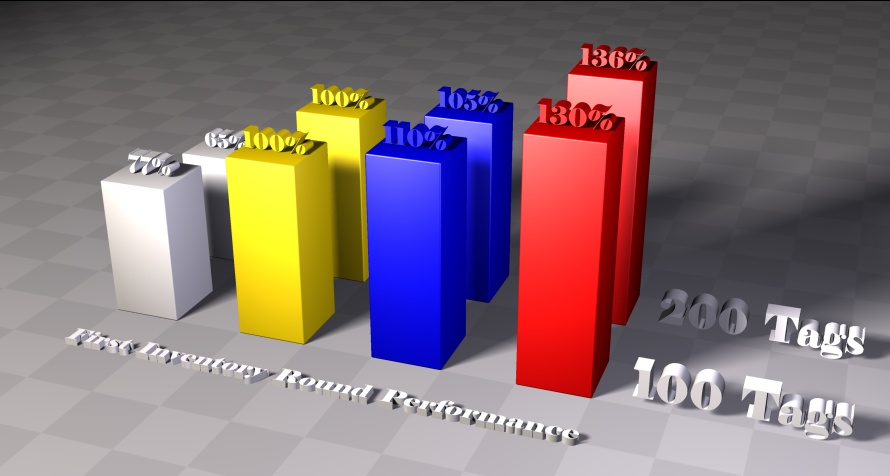 136%
100%
105%
130%
65%
100%
110%
77%
200 Tags
100 Tags
First Inventory Round Performance